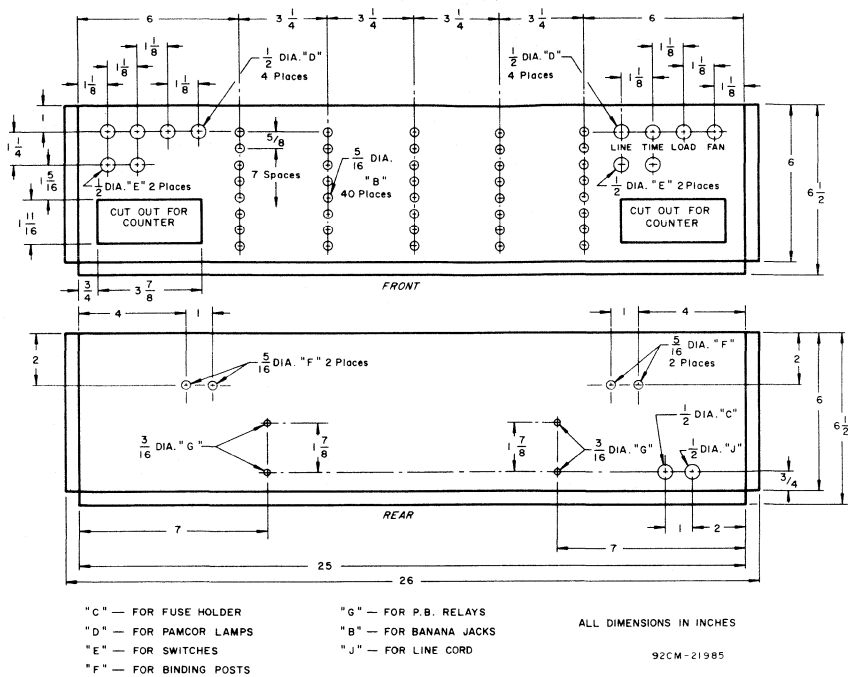 6 3 1/4 3 1/4 3 1/4 3 1/4 6
1 1/8 1 1/8
1 1/8 1 1/8
1 1/8 1 1/8 1 1/8 1 1/8
1/2 DIA. "D"
4 Places
1/2 DIA. "D"
4 Places
1
1 1/4
1 5/16
1 11/16
5/8
7 Spaces
5/16 DIA.
"B"
40 Places
LINE TIME LOAD FAN
1/2 DIA. "E" 2 Places
1/2 DIA. "E" 2 Places
CUT OUT FOR
COUNTER
CUT OUT FOR
COUNTER
6
6 1/2
3/4 3 7/8
FRONT
4 1 1 4
2
5/16 DIA. "F" 2 Places
5/16 DIA. "F"
2 Places
2
3/16 DIA. "G"
1 7/8
1 7/8
3/16 DIA. "G"
1/2 DIA. "C"
1/2 DIA. "J"
6
6 1/2
3/4
REAR
7 1 2
7
25
26
"C" — FOR FUSE HOLDER
"D" — FOR PAMCOR LAMPS
"E" — FOR SWITCHES
"F" — FOR BINDING POSTS
"G" — FOR P.B. RELAYS
"B" — FOR BANANA JACKS
"J" — FOR LINE CORD
ALL DIMENSIONS IN INCHES
92CM-21985